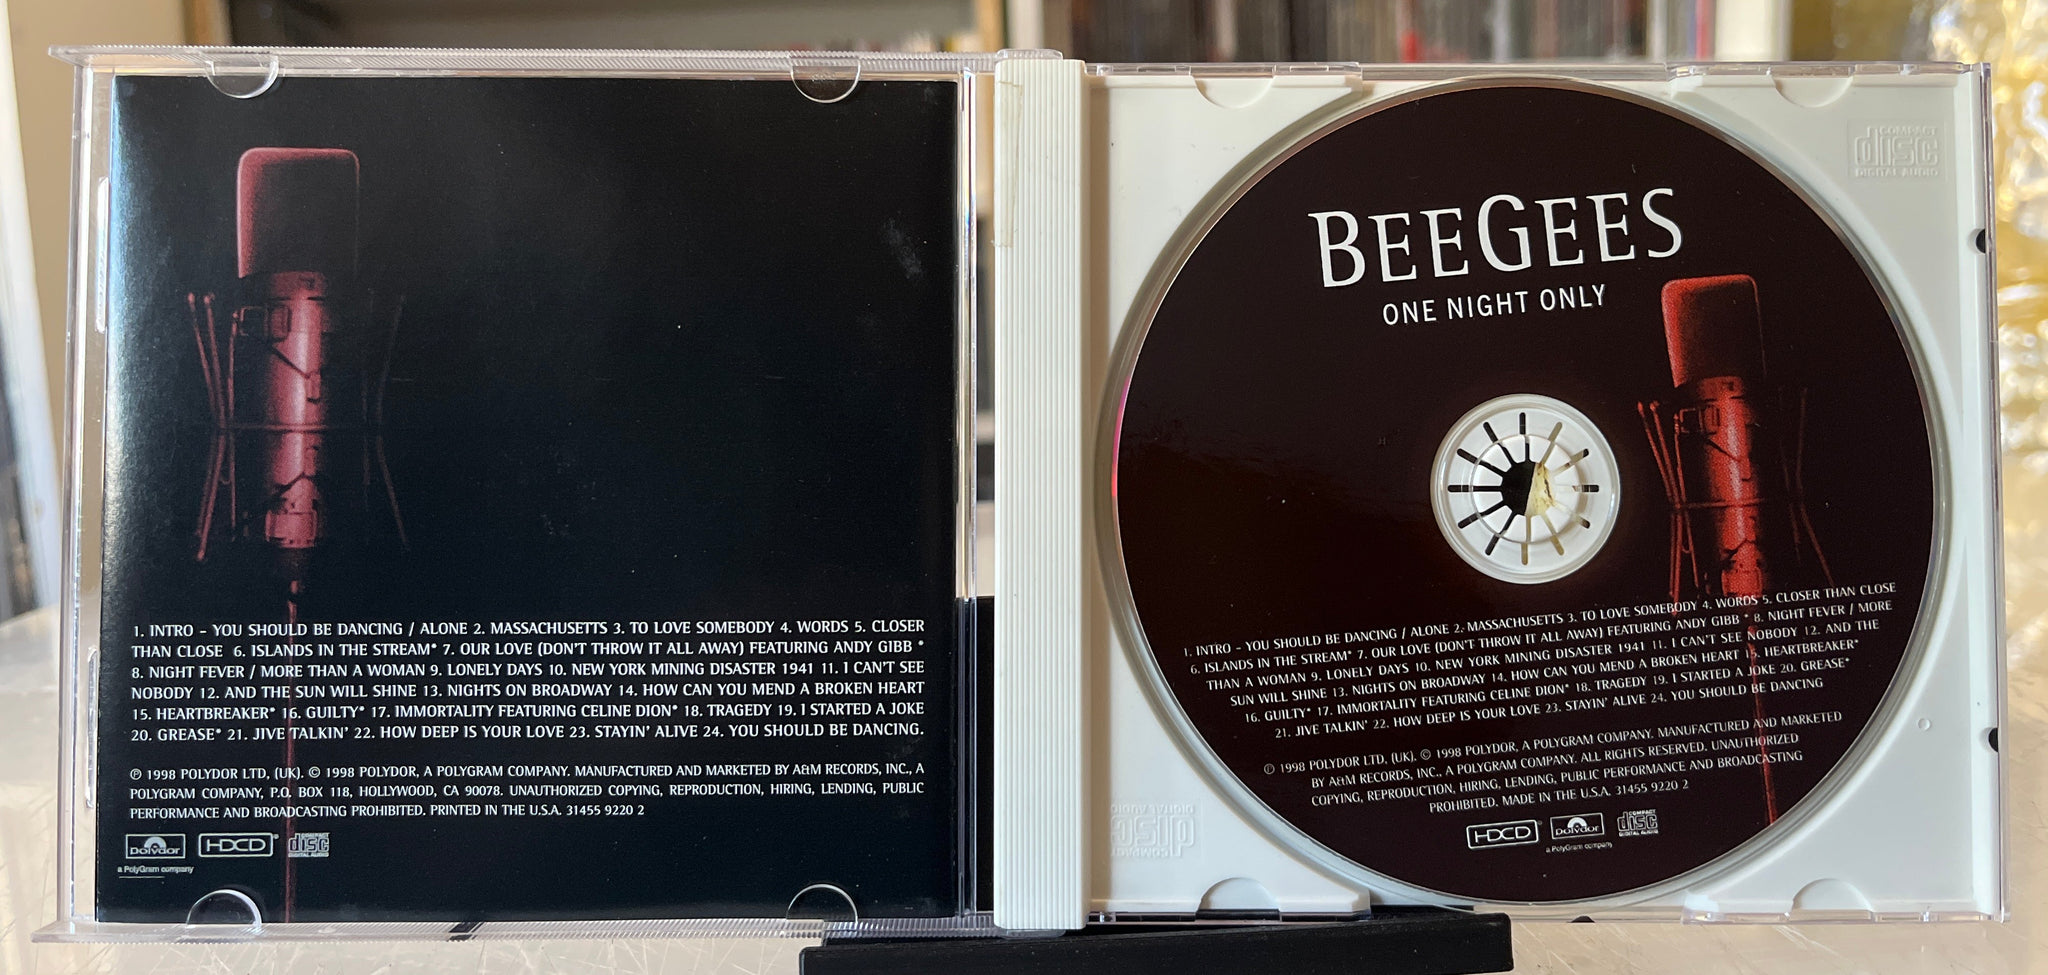 1. INTRO – YOU SHOULD BE DANCING / ALONE 2. MASSACHUSETTS 3. TO LOVE SOMEBODY 4. WORDS 5. CLOSER
THAN CLOSE 6. ISLANDS IN THE STREAM* 7. OUR LOVE (DON'T THROW IT ALL AWAY) FEATURING ANDY GIBB *
8. NIGHT FEVER / MORE THAN A WOMAN 9. LONELY DAYS 10. NEW YORK MINING DISASTER 1941 11. I CAN'T SEE
NOBODY 12. AND THE SUN WILL SHINE 13. NIGHTS ON BROADWAY 14. HOW CAN YOU MEND A BROKEN HEART
15. HEARTBREAKER* 16. GUILTY* 17. IMMORTALITY FEATURING CELINE DION* 18. TRAGEDY 19. I STARTED A JOKE
20. GREASE* 21. JIVE TALKIN' 22. HOW DEEP IS YOUR LOVE 23. STAYIN' ALIVE 24. YOU SHOULD BE DANCING.
℗ 1998 POLYDOR LTD, (UK). © 1998 POLYDOR, A POLYGRAM COMPANY. MANUFACTURED AND MARKETED BY A&M RECORDS, INC., A
POLYGRAM COMPANY, P.O. BOX 118, HOLLYWOOD, CA 90078. UNAUTHORIZED COPYING, REPRODUCTION, HIRING, LENDING, PUBLIC
PERFORMANCE AND BROADCASTING PROHIBITED. PRINTED IN THE U.S.A. 31455 9220 2
Polydor
a PolyGram company
HDCD®
COMPACT
disc
DIGITAL AUDIO
BEEGEES
ONE NIGHT ONLY
1. INTRO – YOU SHOULD BE DANCING / ALONE 2. MASSACHUSETTS 3. TO LOVE SOMEBODY 4. WORDS 5. CLOSER THAN CLOSE
6. ISLANDS IN THE STREAM* 7. OUR LOVE (DON'T THROW IT ALL AWAY) FEATURING ANDY GIBB * 8. NIGHT FEVER / MORE
THAN A WOMAN 9. LONELY DAYS 10. NEW YORK MINING DISASTER 1941 11. I CAN'T SEE NOBODY 12. AND THE
SUN WILL SHINE 13. NIGHTS ON BROADWAY 14. HOW CAN YOU MEND A BROKEN HEART 15. HEARTBREAKER*
16. GUILTY* 17. IMMORTALITY FEATURING CELINE DION* 18. TRAGEDY 19. I STARTED A JOKE 20. GREASE*
21. JIVE TALKIN' 22. HOW DEEP IS YOUR LOVE 23. STAYIN' ALIVE 24. YOU SHOULD BE DANCING
℗ 1998 POLYDOR LTD. (UK). © 1998 POLYDOR, A POLYGRAM COMPANY. MANUFACTURED AND MARKETED
BY A&M RECORDS, INC., A POLYGRAM COMPANY. ALL RIGHTS RESERVED. UNAUTHORIZED
COPYING, REPRODUCTION, HIRING, LENDING, PUBLIC PERFORMANCE AND BROADCASTING
PROHIBITED. MADE IN THE U.S.A. 31455 9220 2
HDCD®
Polydor
a PolyGram company
COMPACT
disc
DIGITAL AUDIO
COMPACT
disc
DIGITAL AUDIO
COMPACT
disc
DIGITAL AUDIO